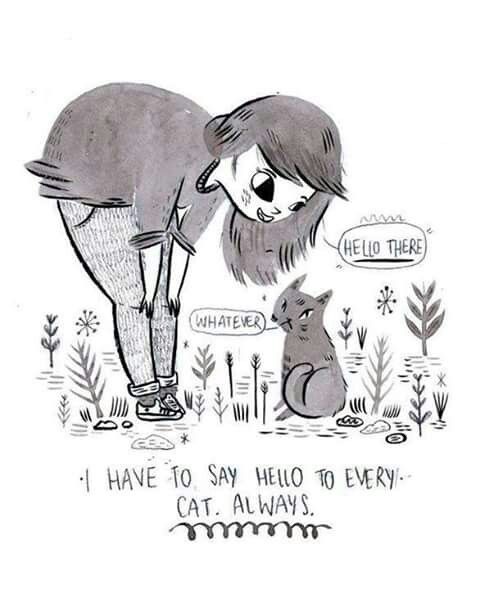 HELLO THERE
WHATEVER
·I HAVE TO SAY HELLO TO EVERY·
CAT. ALWAYS.